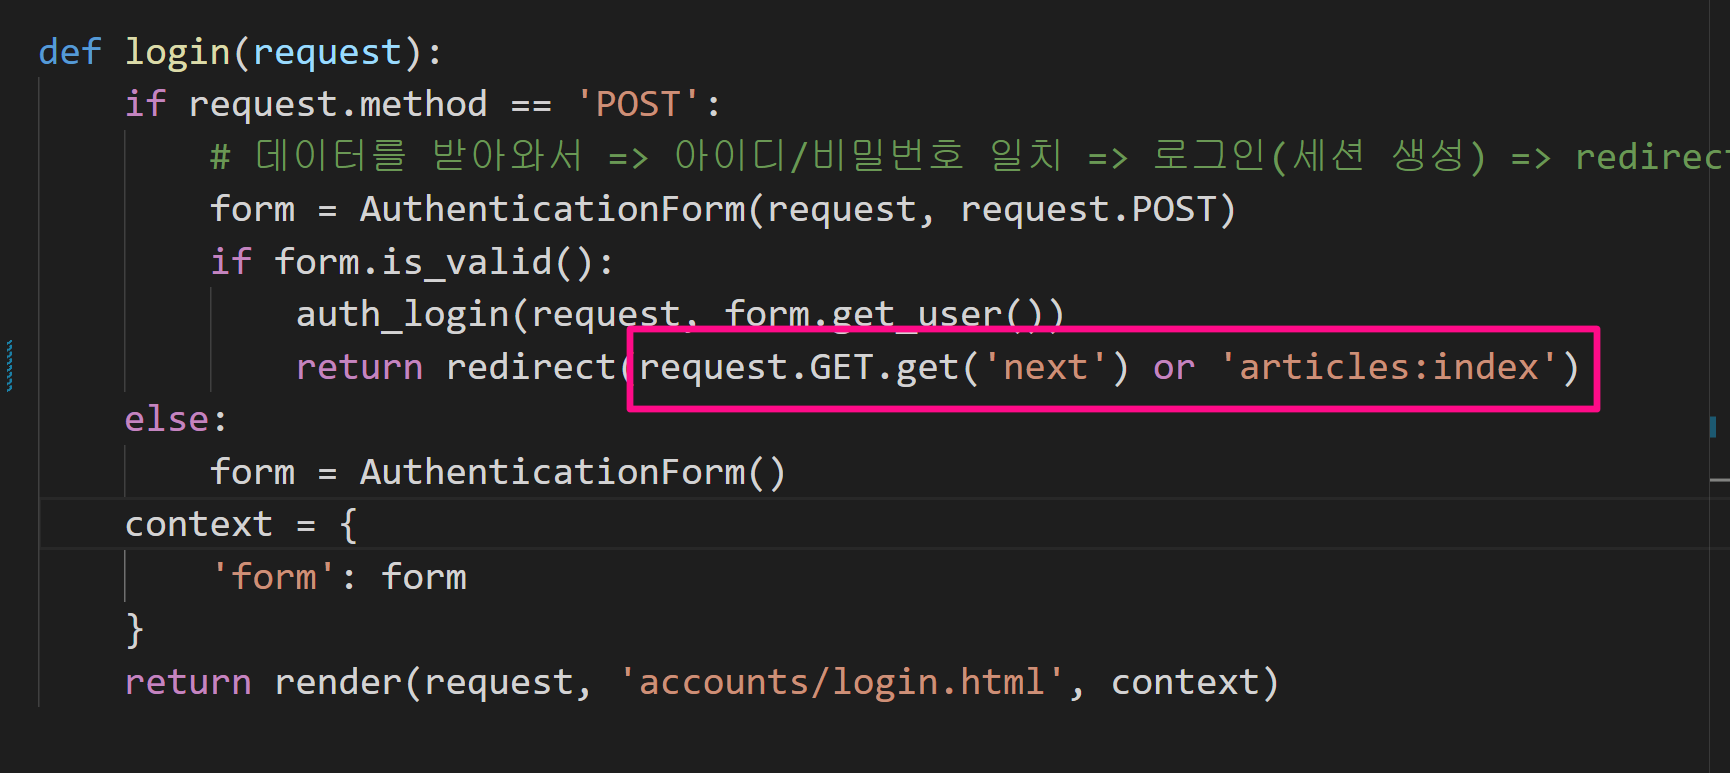 def login(request):
    if request.method == 'POST':
        # 데이터를 받아와서 => 아이디/비밀번호 일치 => 로그인(세션 생성) => redirect
        form = AuthenticationForm(request, request.POST)
        if form.is_valid():
            auth_login(request, form.get_user())
            return redirect(request.GET.get('next') or 'articles:index')
    else:
        form = AuthenticationForm()
    context = {
        'form': form
    }
    return render(request, 'accounts/login.html', context)